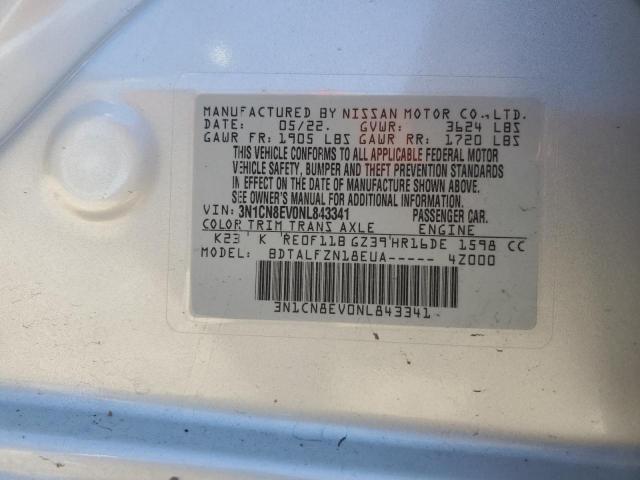 MANUFACTURED BY NISSAN MOTOR CO.,LTD.
DATE: 05/22. GVWR: 3624 LBS
GAWR FR: 1905 LBS GAWR RR: 1720 LBS
THIS VEHICLE CONFORMS TO ALL APPLICABLE FEDERAL MOTOR
VEHICLE SAFETY, BUMPER AND THEFT PREVENTION STANDARDS
IN EFFECT ON THE DATE OF MANUFACTURE SHOWN ABOVE.
SEE OWNER'S MANUAL FOR ADDITIONAL INFORMATION.
VIN: 3N1CN8EV0NL843341 PASSENGER CAR.
COLOR TRIM TRANS AXLE ENGINE
K23 K RE0F11B GZ39 HR16DE 1598 CC
MODEL: BDTALFZN18EUA----- 4Z000
3N1CN8EV0NL843341